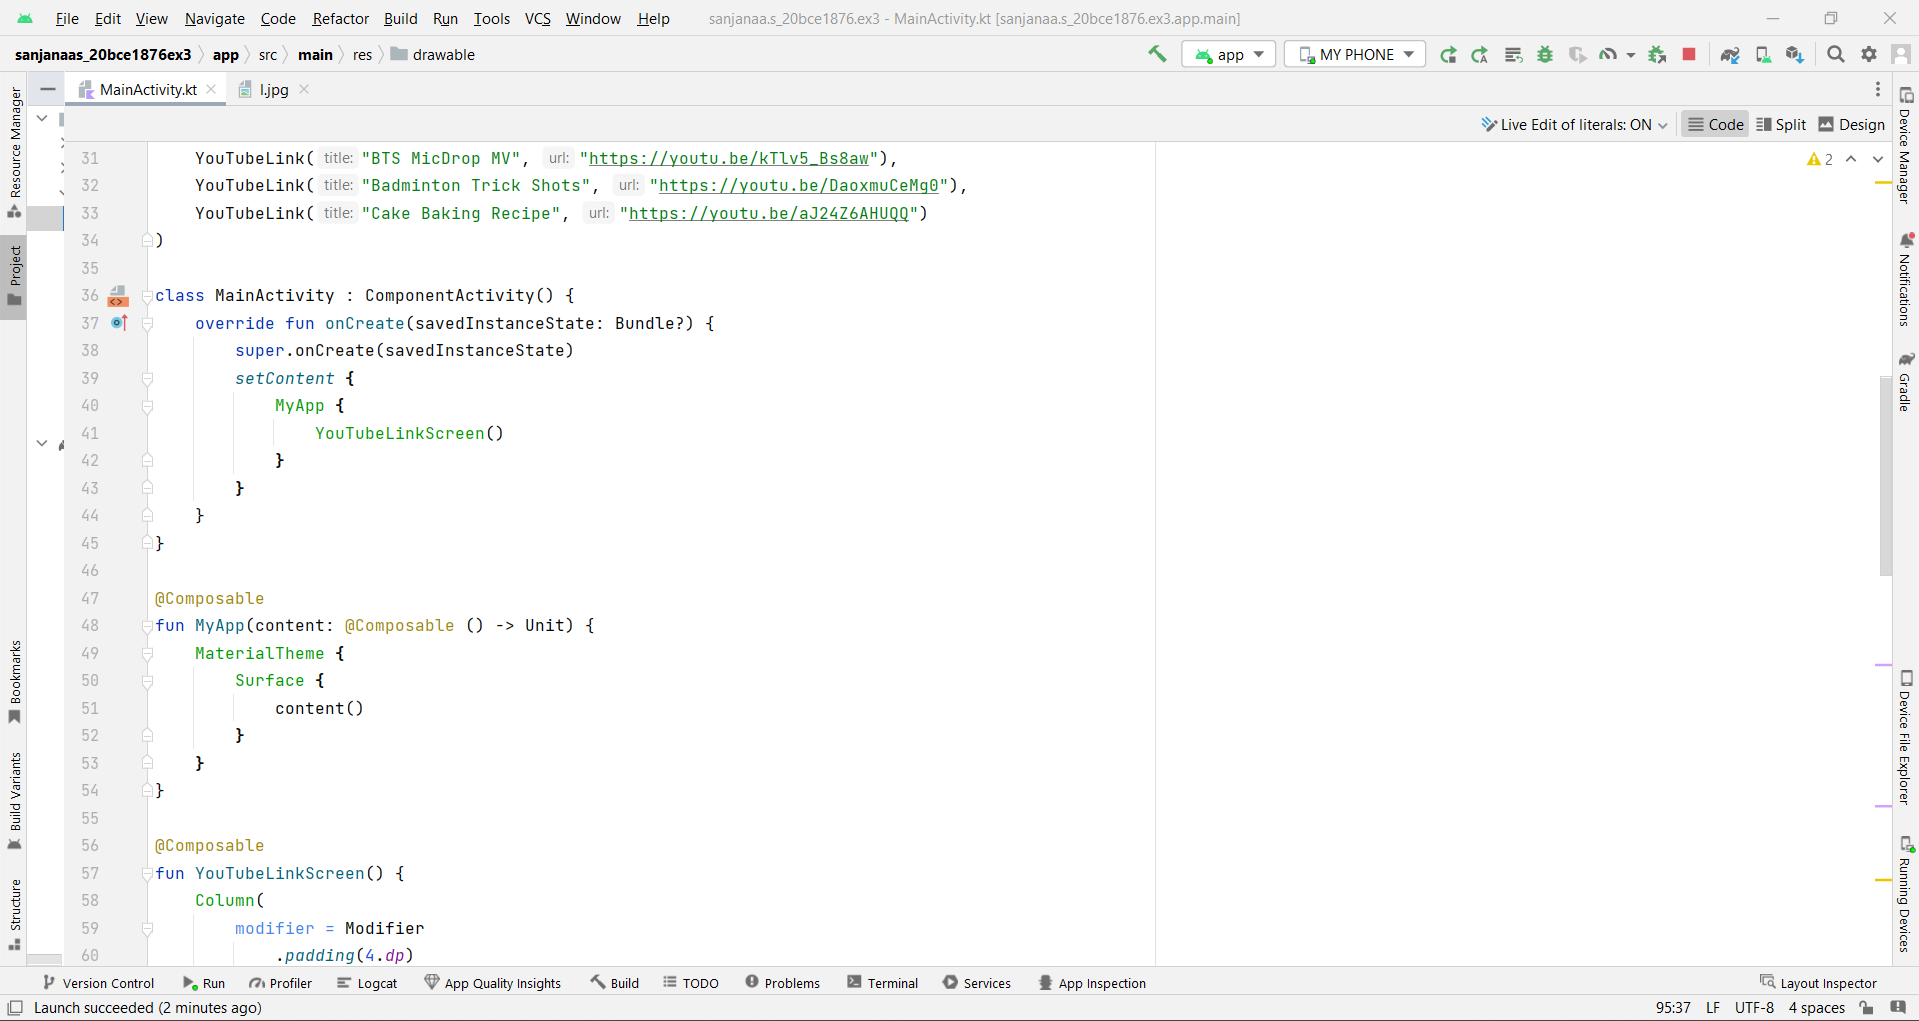 File Edit View Navigate Code Refactor Build Run Tools VCS Window Help sanjanaa.s_20bce1876.ex3 - MainActivity.kt [sanjanaa.s_20bce1876.ex3.app.main]
sanjanaas_20bce1876ex3 app src main res drawable app MY PHONE
MainActivity.kt l.jpg
Live Edit of literals: ON Code Split Design
31 YouTubeLink( title: "BTS MicDrop MV", url: "https://youtu.be/kTlv5_Bs8aw"),
2
32 YouTubeLink( title: "Badminton Trick Shots", url: "https://youtu.be/DaoxmuCeMg0"),
33 YouTubeLink( title: "Cake Baking Recipe", url: "https://youtu.be/aJ24Z6AHUQQ")
34 )
35
36 class MainActivity : ComponentActivity() {
37 override fun onCreate(savedInstanceState: Bundle?) {
38 super.onCreate(savedInstanceState)
39 setContent {
40 MyApp {
41 YouTubeLinkScreen()
42 }
43 }
44 }
45 }
46
47 @Composable
48 fun MyApp(content: @Composable () -> Unit) {
49 MaterialTheme {
50 Surface {
51 content()
52 }
53 }
54 }
55
56 @Composable
57 fun YouTubeLinkScreen() {
58 Column(
59 modifier = Modifier
60 .padding(4.dp)
Resource Manager
Project
Bookmarks
Build Variants
Structure
Device Manager
Notifications
Gradle
Device File Explorer
Running Devices
Version Control Run Profiler Logcat App Quality Insights Build TODO Problems Terminal Services App Inspection Layout Inspector
Launch succeeded (2 minutes ago) 95:37 LF UTF-8 4 spaces